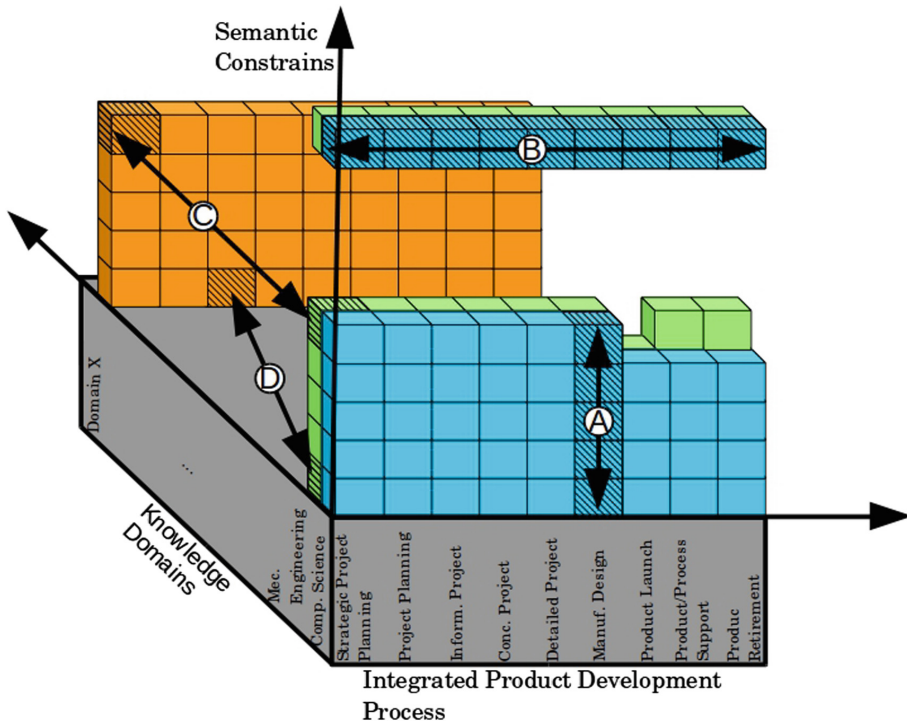 Semantic
Constrains
B
C
D
A
Domain X
...
Knowledge
Domains
Mec.
Engineering
Comp. Science
Strategic Project
Planning
Project Planning
Inform. Project
Conc. Project
Detailed Project
Manuf. Design
Product Launch
Product/Process
Support
Produc
Retirement
Integrated Product Development
Process